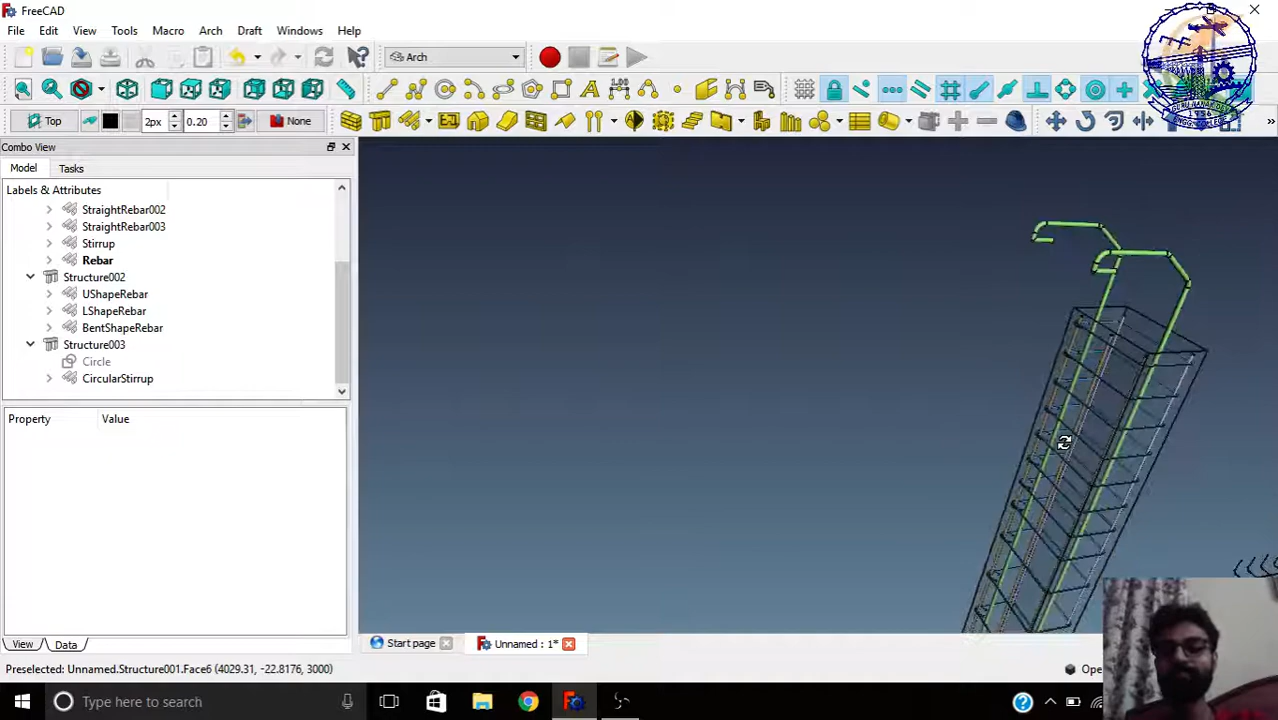 FreeCAD
File Edit View Tools Macro Arch Draft Windows Help
Arch
Top 2px 0.20 None
Combo View
Model Tasks
Labels & Attributes
StraightRebar002
StraightRebar003
Stirrup
Rebar
Structure002
UShapeRebar
LShapeRebar
BentShapeRebar
Structure003
Circle
CircularStirrup
Property Value
View Data
Start page Unnamed : 1*
Preselected: Unnamed.Structure001.Face6 (4029.31, -22.8176, 3000)
Ope
Type here to search